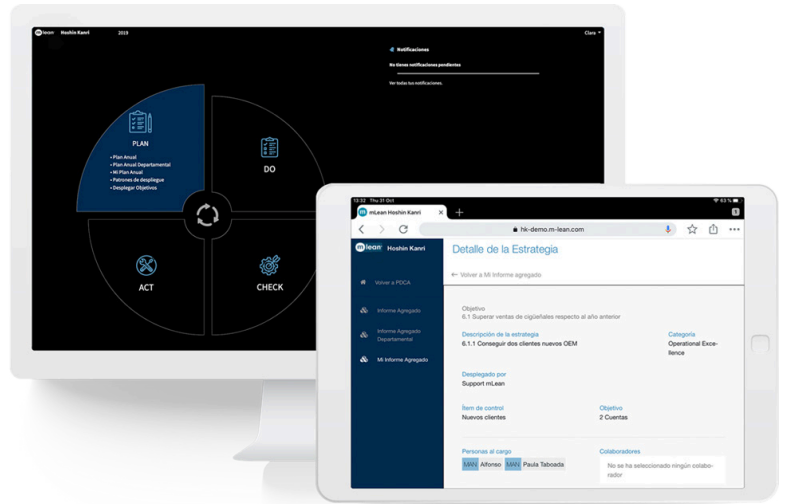 mlean Hoshin Kanri 2019 Clara
Notificaciones
No tienes notificaciones pendientes
Ver todas tus notificaciones.
PLAN
• Plan Anual
• Plan Anual Departamental
• Mi Plan Anual
• Patrones de despliegue
• Desplegar Objetivos
DO
ACT
CHECK
13:32 Thu 31 Oct 63 %
m mLean Hoshin Kanri × +
hk-demo.m-lean.com
mlean Hoshin Kanri
Volver a PDCA
Informe Agregado
Informe Agregado
Departamental
Mi Informe Agregado
Detalle de la Estrategia
← Volver a Mi Informe agregado
Objetivo
6.1 Superar ventas de cigüeñales respecto al año anterior
Descripción de la estrategia
6.1.1 Conseguir dos clientes nuevos OEM
Categoría
Operational Exce-
llence
Desplegado por
Support mLean
Ítem de control
Nuevos clientes
Objetivo
2 Cuentas
Personas al cargo
MAN Alfonso MAN Paula Taboada
Colaboradores
No se ha seleccionado ningún colabo-
rador